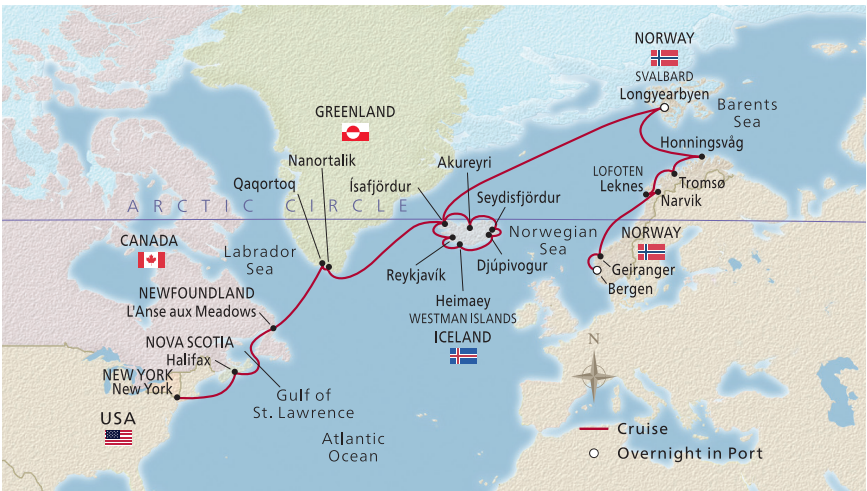 NORWAY
SVALBARD
Longyearbyen
Barents
Sea
GREENLAND
Honningsvåg
Nanortalik
Akureyri
LOFOTEN
Leknes
Tromsø
Qaqortoq
Ísafjördur
Narvik
Seydisfjördur
ARCTIC CIRCLE
CANADA
Labrador
Sea
Norwegian
Sea
NORWAY
Reykjavík
Djúpivogur
Geiranger
Bergen
NEWFOUNDLAND
L'Anse aux Meadows
Heimaey
WESTMAN ISLANDS
ICELAND
NOVA SCOTIA
Halifax
N
NEW YORK
New York
Gulf of
St. Lawrence
USA
Atlantic
Ocean
Cruise
Overnight in Port